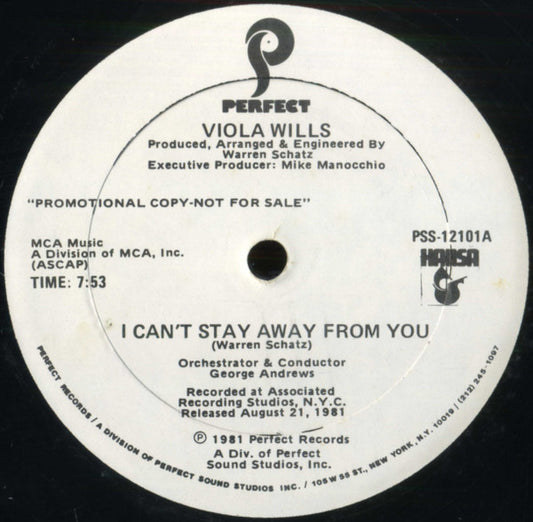 PERFECT
VIOLA WILLS
Produced, Arranged & Engineered By
Warren Schatz
Executive Producer: Mike Manocchio
"PROMOTIONAL COPY-NOT FOR SALE"
MCA Music
A Division of MCA, Inc.
(ASCAP)
TIME: 7:53
PSS-12101A
HANSA
I CAN'T STAY AWAY FROM YOU
(Warren Schatz)
Orchestrator & Conductor
George Andrews
Recorded at Associated
Recording Studios, N.Y.C.
Released August 21, 1981
Ⓟ 1981 Perfect Records
A Div. of Perfect
Sound Studios, Inc.
PERFECT RECORDS / A DIVISION OF PERFECT SOUND STUDIOS INC. / 105 W 55 ST., NEW YORK, N.Y. 10019 / (212) 245-1097